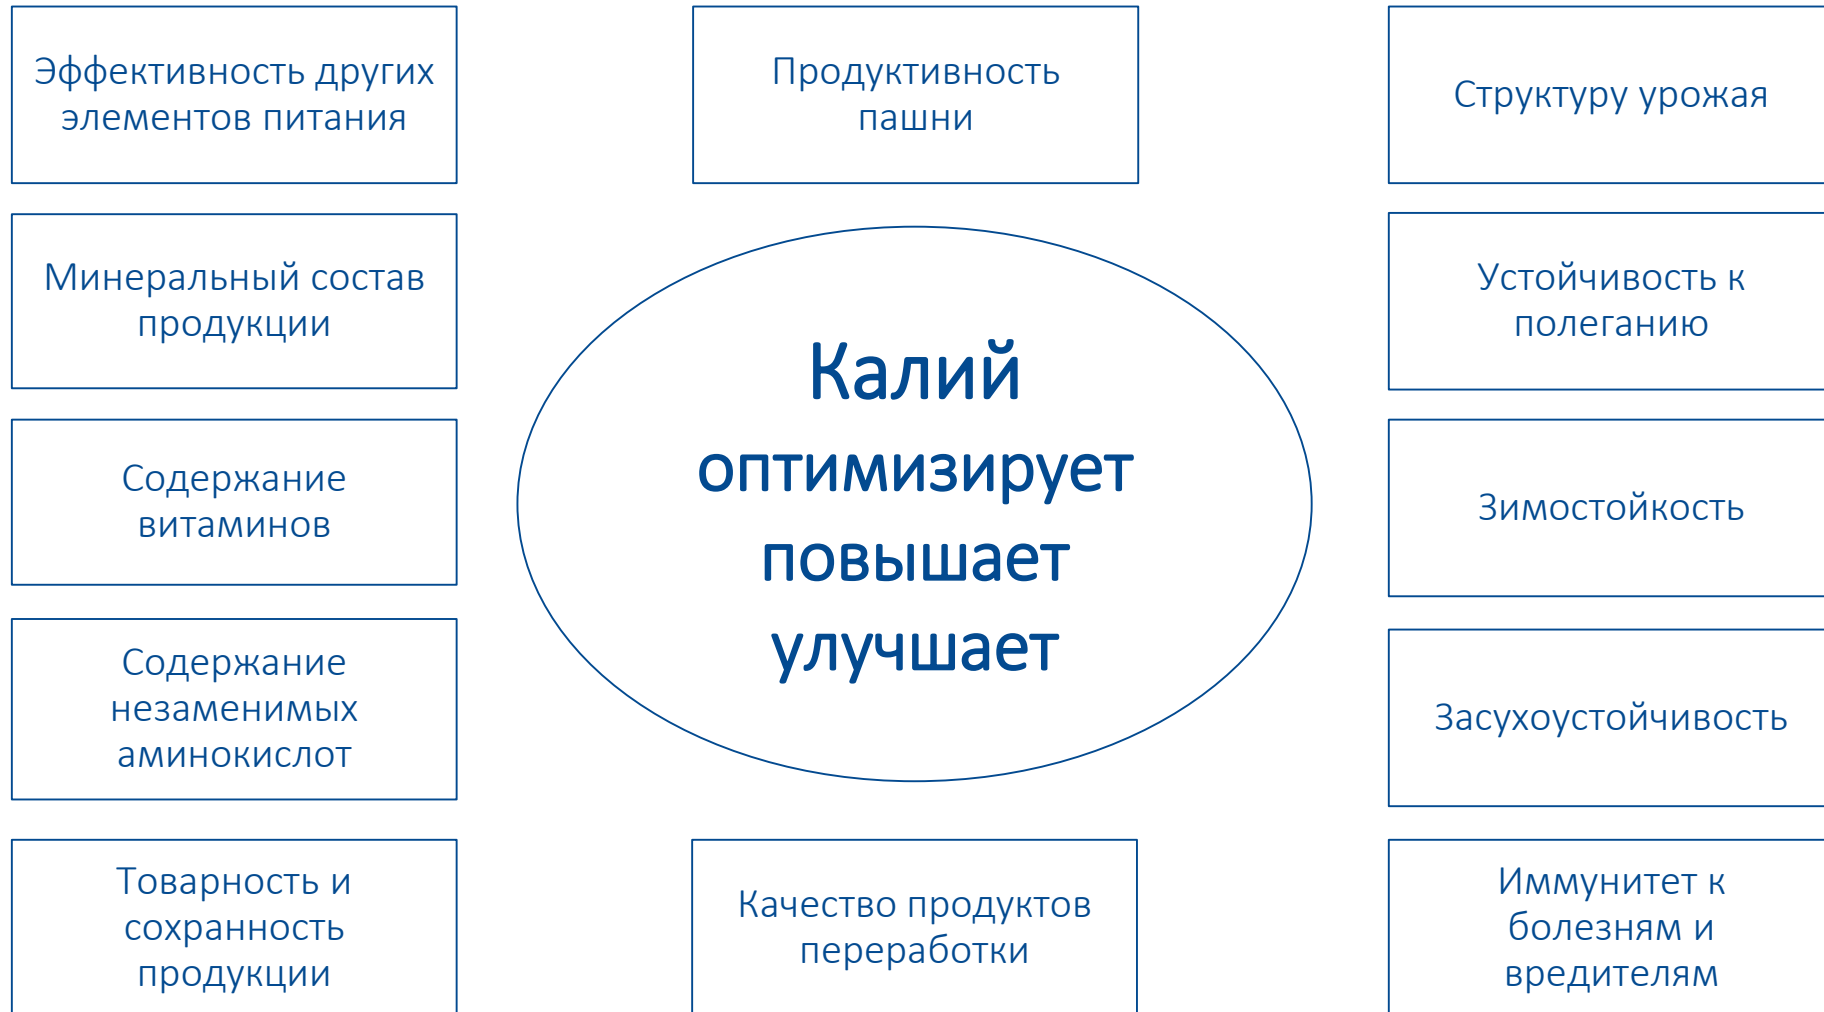 Эффективность других
элементов питания
Продуктивность
пашни
Структуру урожая
Минеральный состав
продукции
Устойчивость к
полеганию
Калий
оптимизирует
повышает
улучшает
Содержание
витаминов
Зимостойкость
Содержание
незаменимых
аминокислот
Засухоустойчивость
Товарность и
сохранность
продукции
Качество продуктов
переработки
Иммунитет к
болезням и
вредителям